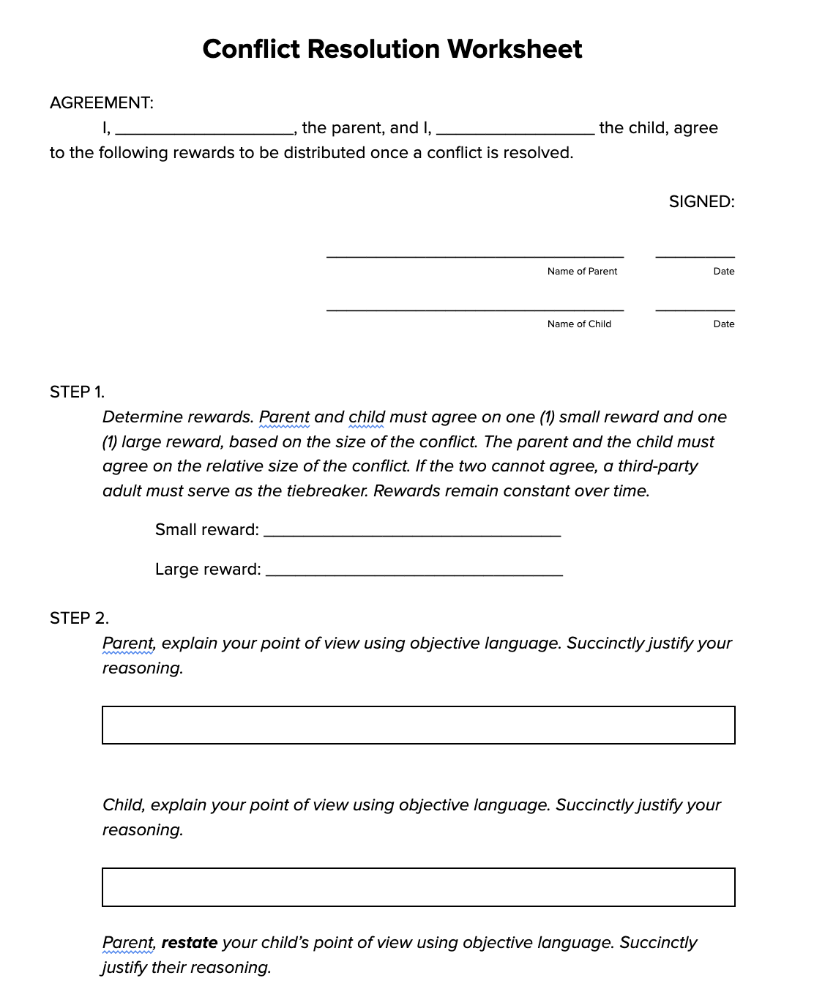 Conflict Resolution Worksheet
AGREEMENT:
I, __________________, the parent, and I, ________________ the child, agree
to the following rewards to be distributed once a conflict is resolved.
SIGNED:
______________________________ ________
Name of Parent Date
______________________________ ________
Name of Child Date
STEP 1.
Determine rewards. Parent and child must agree on one (1) small reward and one
(1) large reward, based on the size of the conflict. The parent and the child must
agree on the relative size of the conflict. If the two cannot agree, a third-party
adult must serve as the tiebreaker. Rewards remain constant over time.
Small reward: ______________________________
Large reward: ______________________________
STEP 2.
Parent, explain your point of view using objective language. Succinctly justify your
reasoning.
Child, explain your point of view using objective language. Succinctly justify your
reasoning.
Parent, restate your child’s point of view using objective language. Succinctly
justify their reasoning.